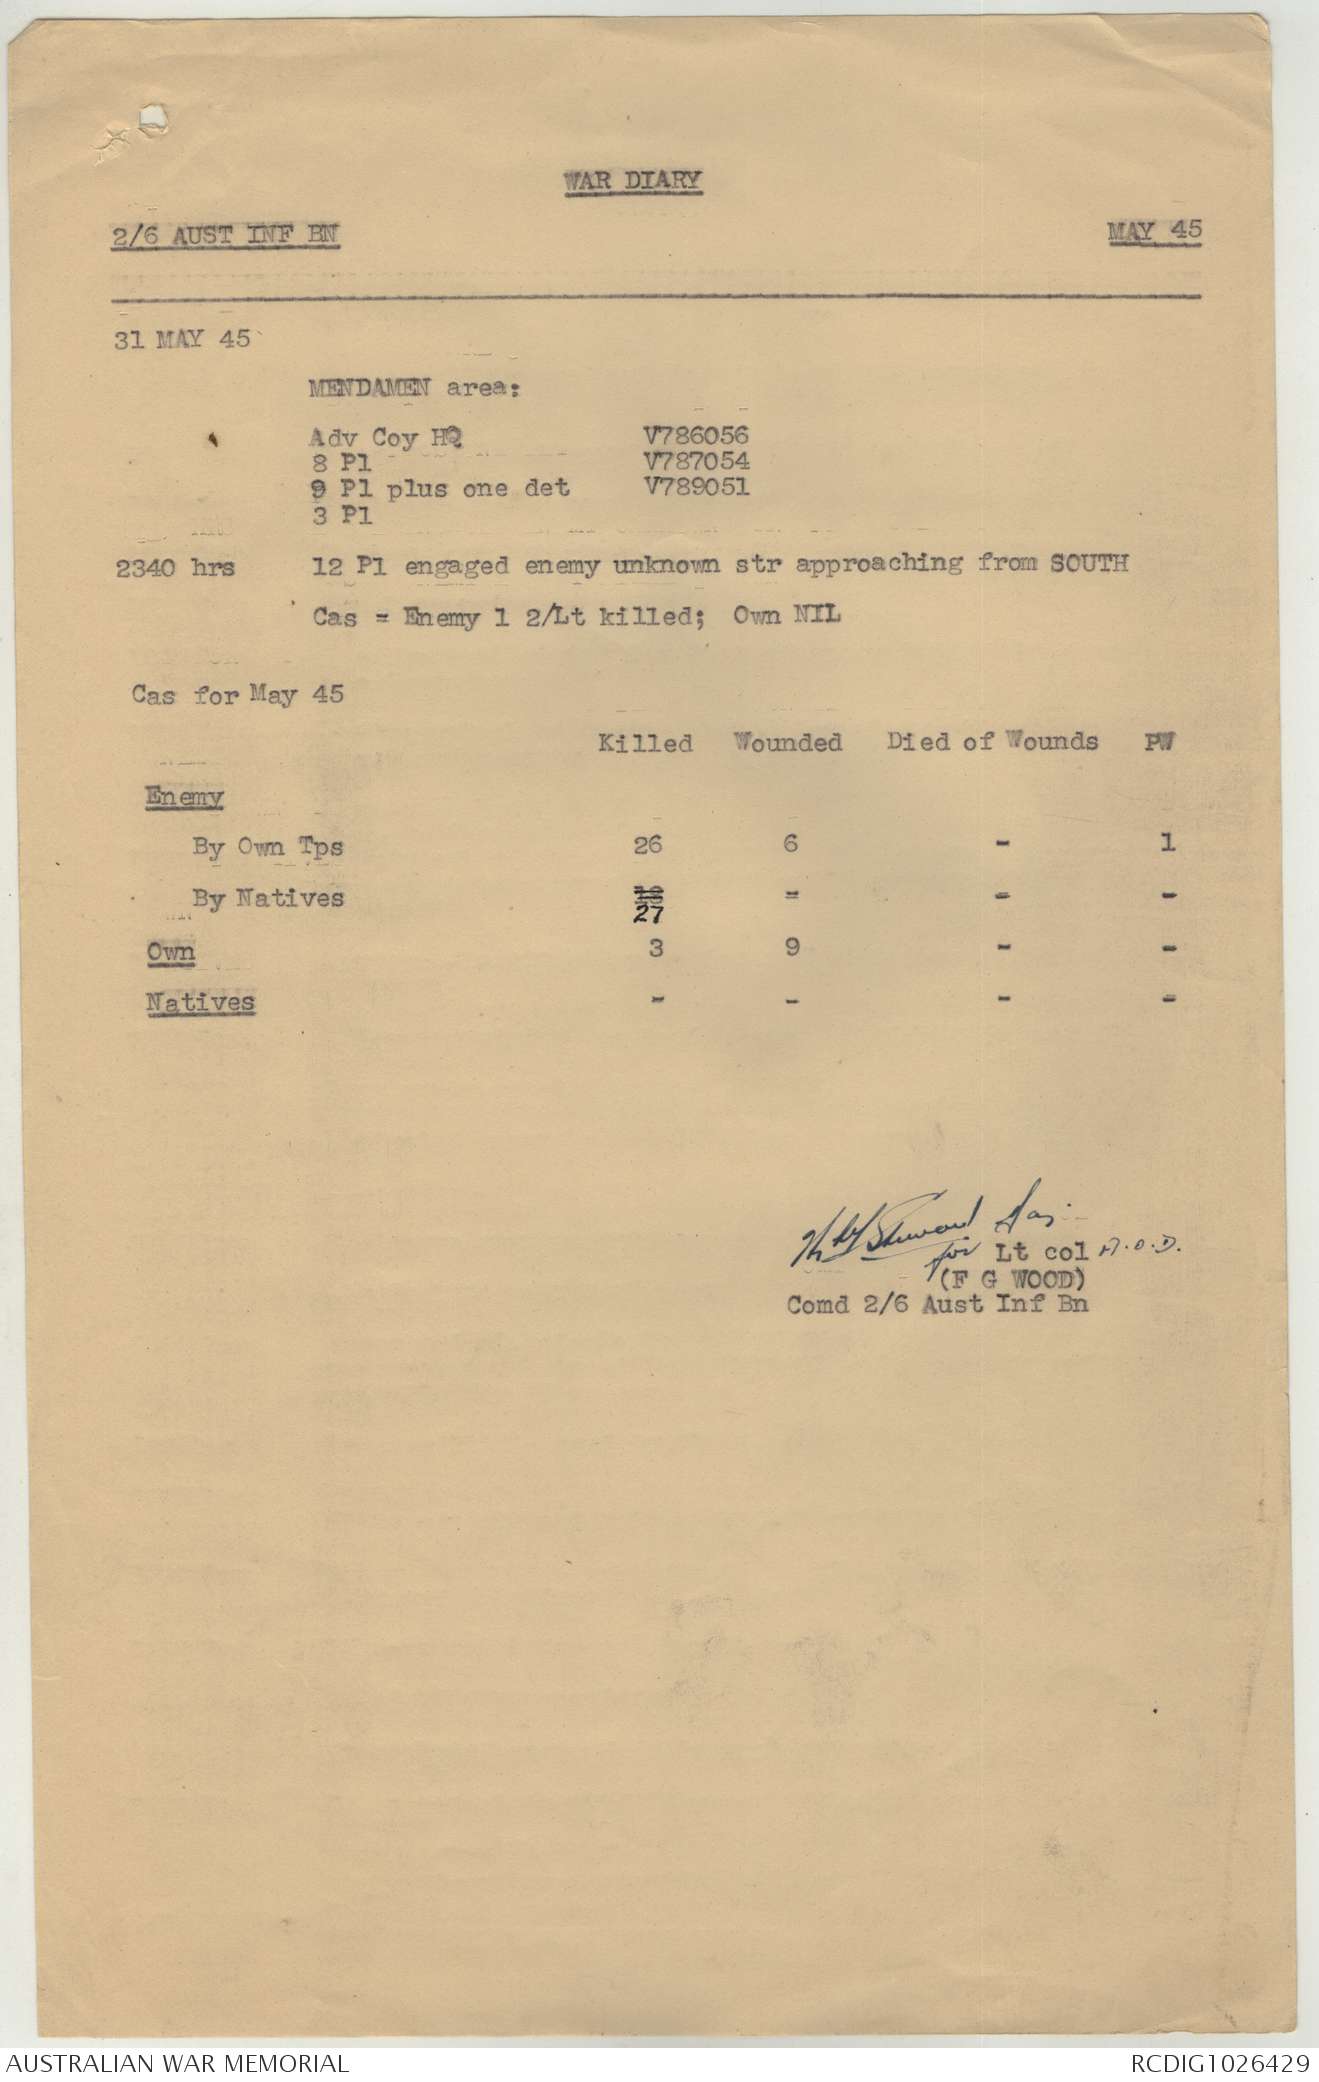 WAR DIARY
2/6 AUST INF BN MAY 45
31 MAY 45
MENDAMEN area:
Adv Coy HQ V786056
8 Pl V787054
9 Pl plus one det V789051
3 Pl
2340 hrs 12 Pl engaged enemy unknown str approaching from SOUTH
Cas = Enemy 1 2/Lt killed; Own NIL
Cas for May 45
Killed Wounded Died of Wounds PW
Enemy
By Own Tps 26 6 - 1
By Natives = - -
27
Own 3 9 - -
Natives - - - -
for Lt col
(F G WOOD)
Comd 2/6 Aust Inf Bn
AUSTRALIAN WAR MEMORIAL RCDIG1026429